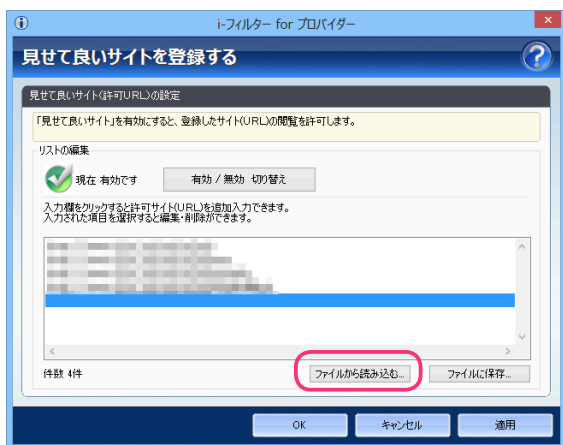 i-フィルター for プロバイダー
見せて良いサイトを登録する
見せて良いサイト(許可URL)の設定
「見せて良いサイト」を有効にすると、登録したサイト(URL)の閲覧を許可します。
リストの編集
現在 有効です
有効 / 無効 切り替え
入力欄をクリックすると許可サイト(URL)を追加入力できます。
入力された項目を選択すると編集・削除ができます。
件数 4件
ファイルから読み込む...
ファイルに保存...
OK
キャンセル
適用